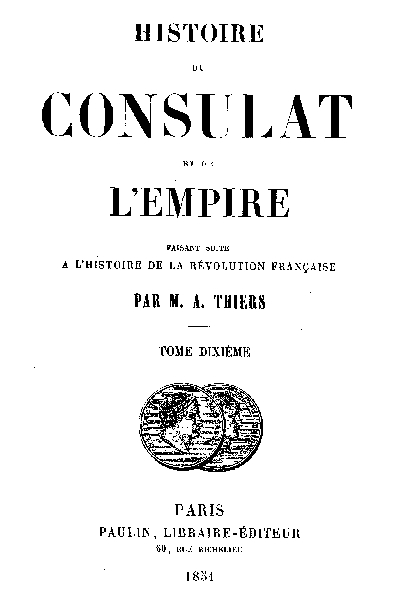 HISTOIRE
DU
CONSULAT
ET DE
L'EMPIRE
FAISANT SUITE
A L'HISTOIRE DE LA RÉVOLUTION FRANÇAISE
PAR M. A. THIERS
TOME DIXIÈME
PARIS
PAULIN, LIBRAIRE-ÉDITEUR
60, RUE RICHELIEU
1851